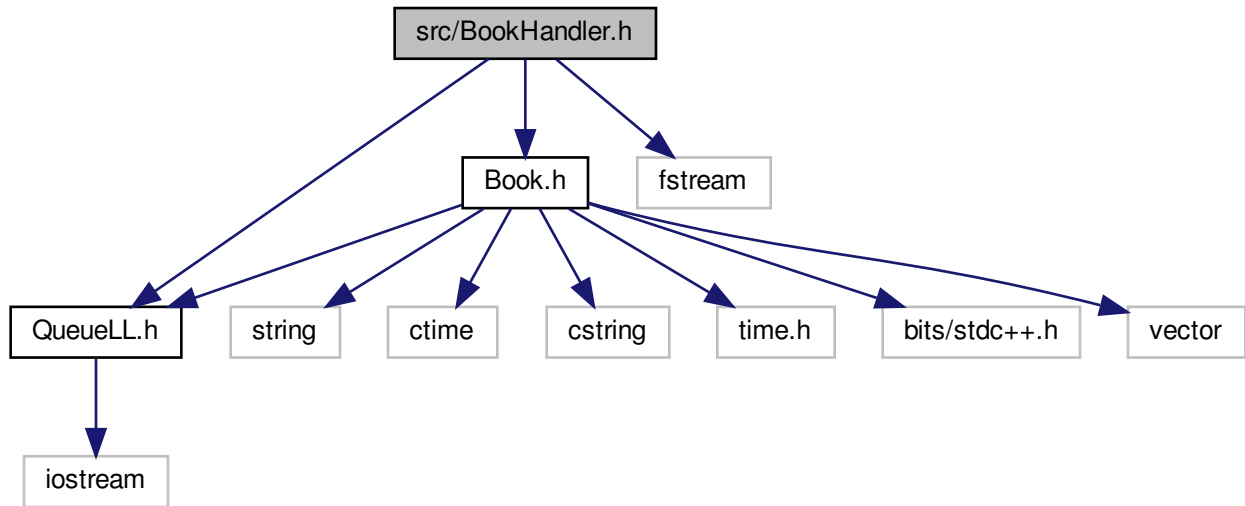 src/BookHandler.h
Book.h
fstream
QueueLL.h
string
ctime
cstring
time.h
bits/stdc++.h
vector
iostream